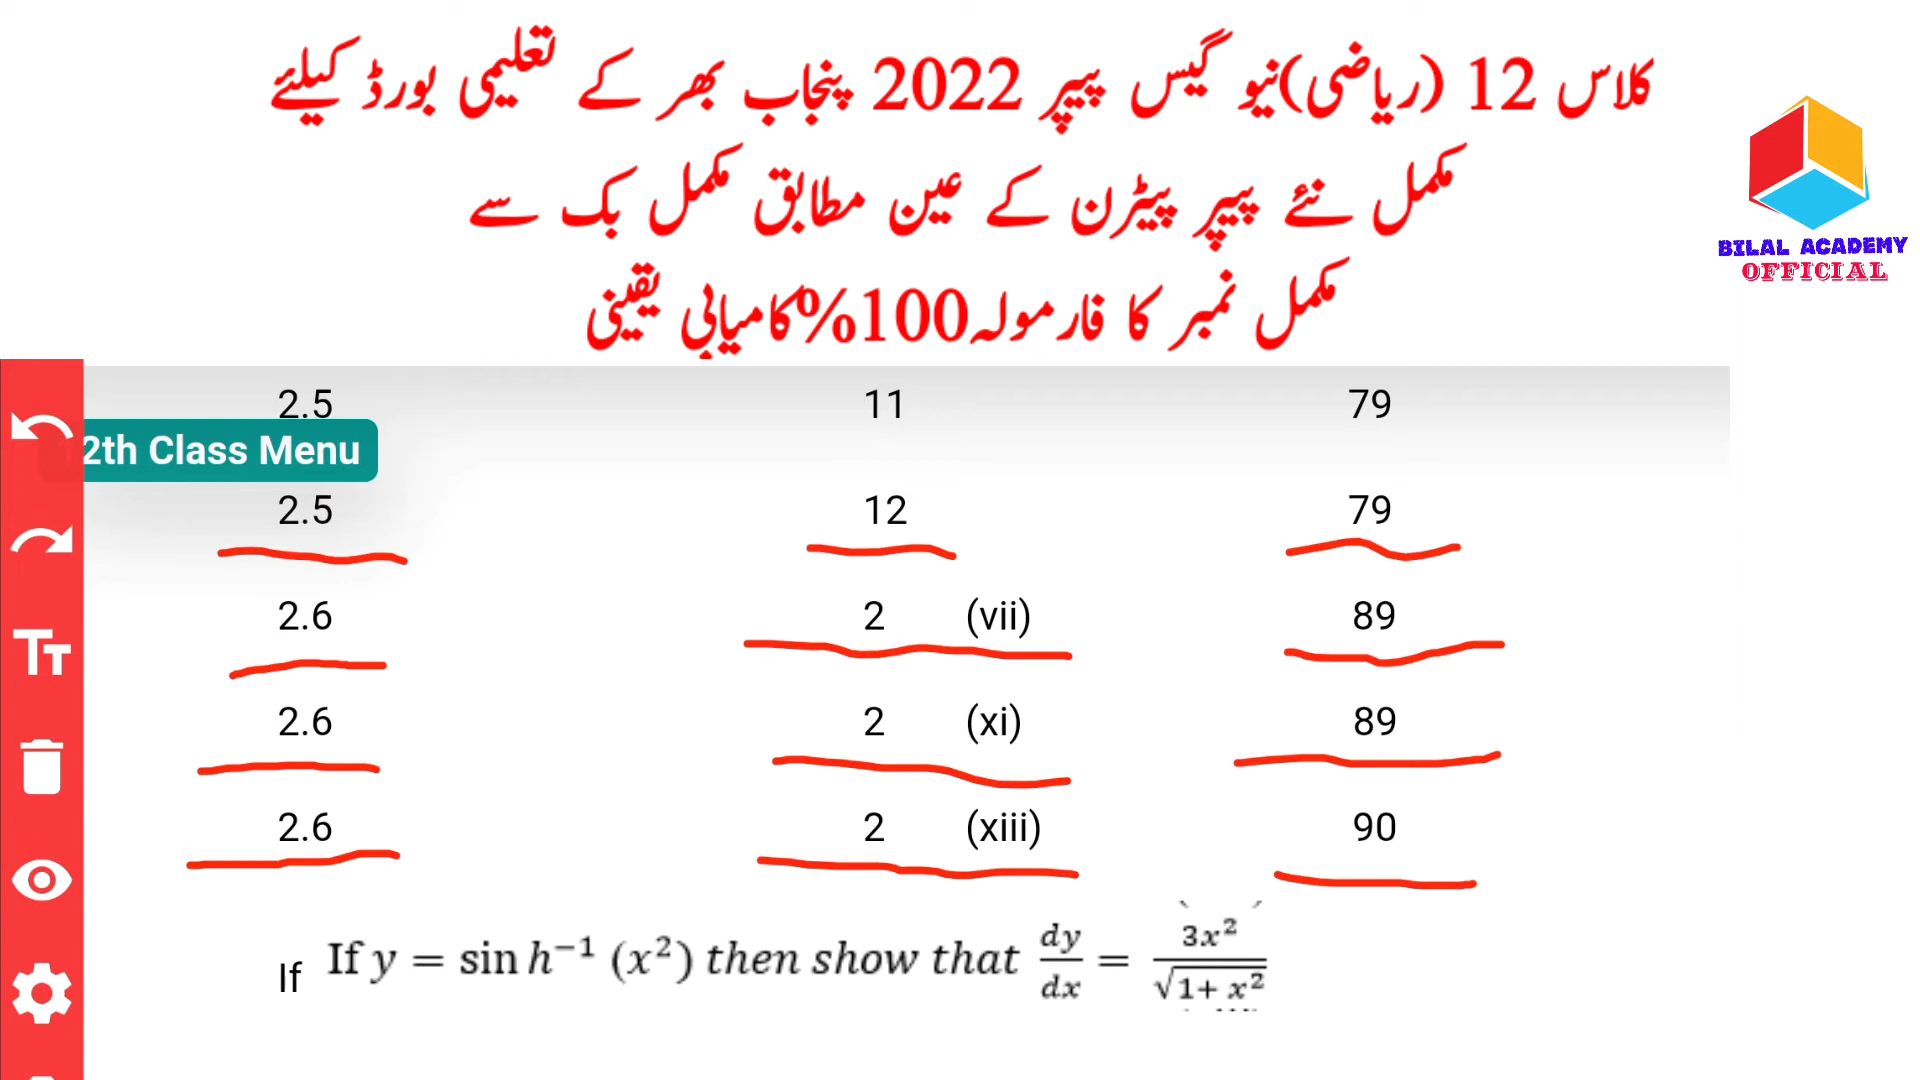 کلاس 12 (ریاضی)نیو گیس پیپر 2022 پنجاب بھر کے تعلیمی بورڈ کیلئے
مکمل نئے پیپر پیٹرن کے عین مطابق مکمل بک سے
مکمل نمبر کا فارمولہ100%کامیابی یقینی
BILAL ACADEMY
OFFICIAL
2.5 11 79
2th Class Menu
2.5 12 79
2.6 2 (vii) 89
2.6 2 (xi) 89
2.6 2 (xiii) 90
If If y = sin h⁻¹ (x²) then show that dy/dx = 3x²/√1+ x²
TT